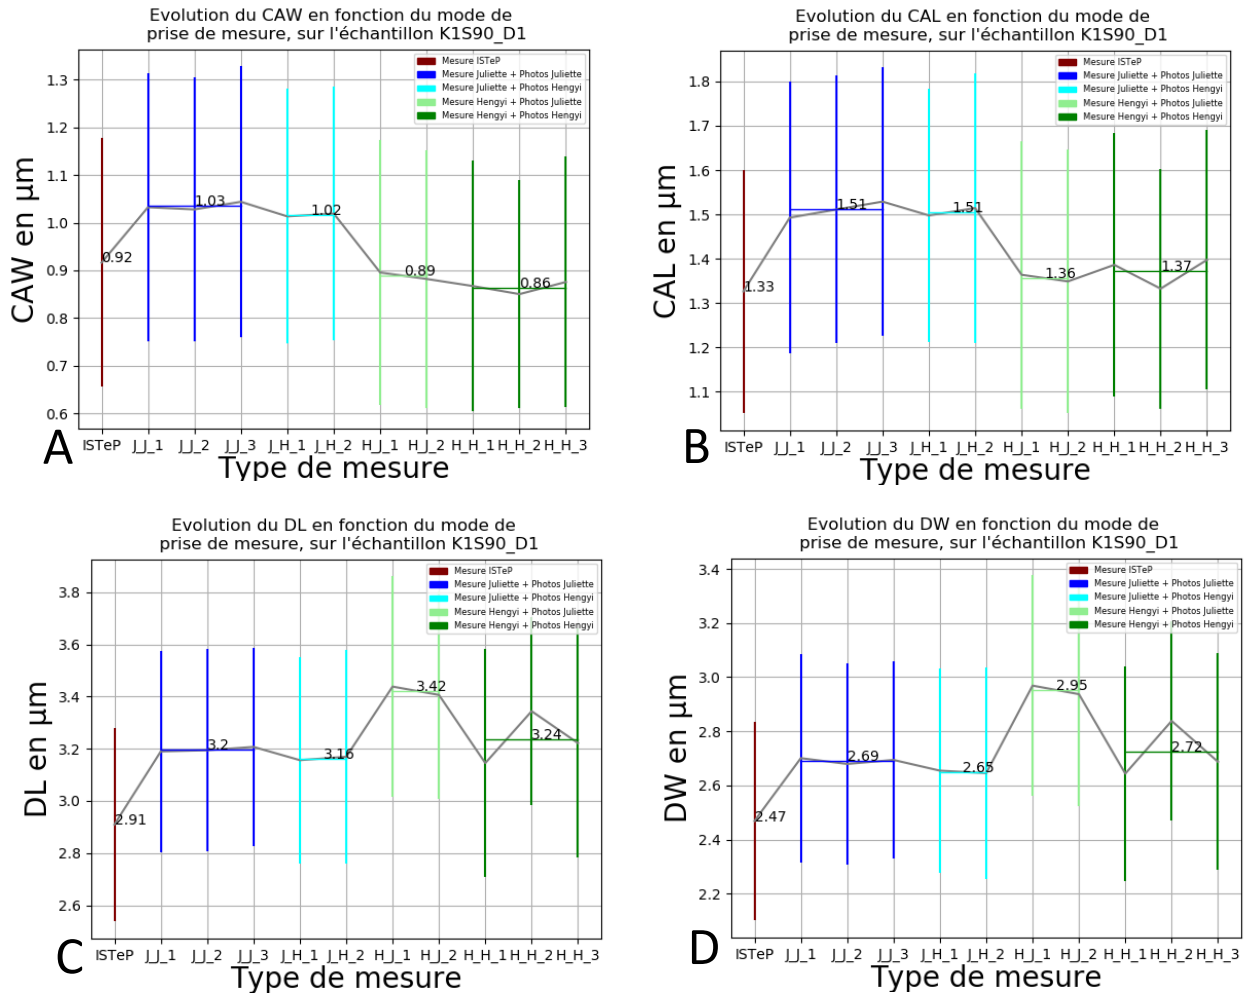 Evolution du CAW en fonction du mode de
prise de mesure, sur l'échantillon K1S90_D1
Mesure ISTeP
Mesure Juliette + Photos Juliette
Mesure Juliette + Photos Hengyi
Mesure Hengyi + Photos Juliette
Mesure Hengyi + Photos Hengyi
CAW en µm
1.3
1.2
1.1
1.0
0.9
0.8
0.7
0.6
0.92
1.03
1.02
0.89
0.86
ISTeP J_J_1 J_J_2 J_J_3 J_H_1 J_H_2 H_J_1 H_J_2 H_H_1 H_H_2 H_H_3
Type de mesure
A
Evolution du CAL en fonction du mode de
prise de mesure, sur l'échantillon K1S90_D1
Mesure ISTeP
Mesure Juliette + Photos Juliette
Mesure Juliette + Photos Hengyi
Mesure Hengyi + Photos Juliette
Mesure Hengyi + Photos Hengyi
CAL en µm
1.8
1.7
1.6
1.5
1.4
1.3
1.2
1.1
1.33
1.51
1.51
1.36
1.37
ISTeP J_J_1 J_J_2 J_J_3 J_H_1 J_H_2 H_J_1 H_J_2 H_H_1 H_H_2 H_H_3
Type de mesure
B
Evolution du DL en fonction du mode de
prise de mesure, sur l'échantillon K1S90_D1
Mesure ISTeP
Mesure Juliette + Photos Juliette
Mesure Juliette + Photos Hengyi
Mesure Hengyi + Photos Juliette
Mesure Hengyi + Photos Hengyi
DL en µm
3.8
3.6
3.4
3.2
3.0
2.8
2.6
2.91
3.2
3.16
3.42
3.24
ISTeP J_J_1 J_J_2 J_J_3 J_H_1 J_H_2 H_J_1 H_J_2 H_H_1 H_H_2 H_H_3
Type de mesure
C
Evolution du DW en fonction du mode de
prise de mesure, sur l'échantillon K1S90_D1
Mesure ISTeP
Mesure Juliette + Photos Juliette
Mesure Juliette + Photos Hengyi
Mesure Hengyi + Photos Juliette
Mesure Hengyi + Photos Hengyi
DW en µm
3.4
3.2
3.0
2.8
2.6
2.4
2.2
2.47
2.69
2.65
2.95
2.72
ISTeP J_J_1 J_J_2 J_J_3 J_H_1 J_H_2 H_J_1 H_J_2 H_H_1 H_H_2 H_H_3
Type de mesure
D